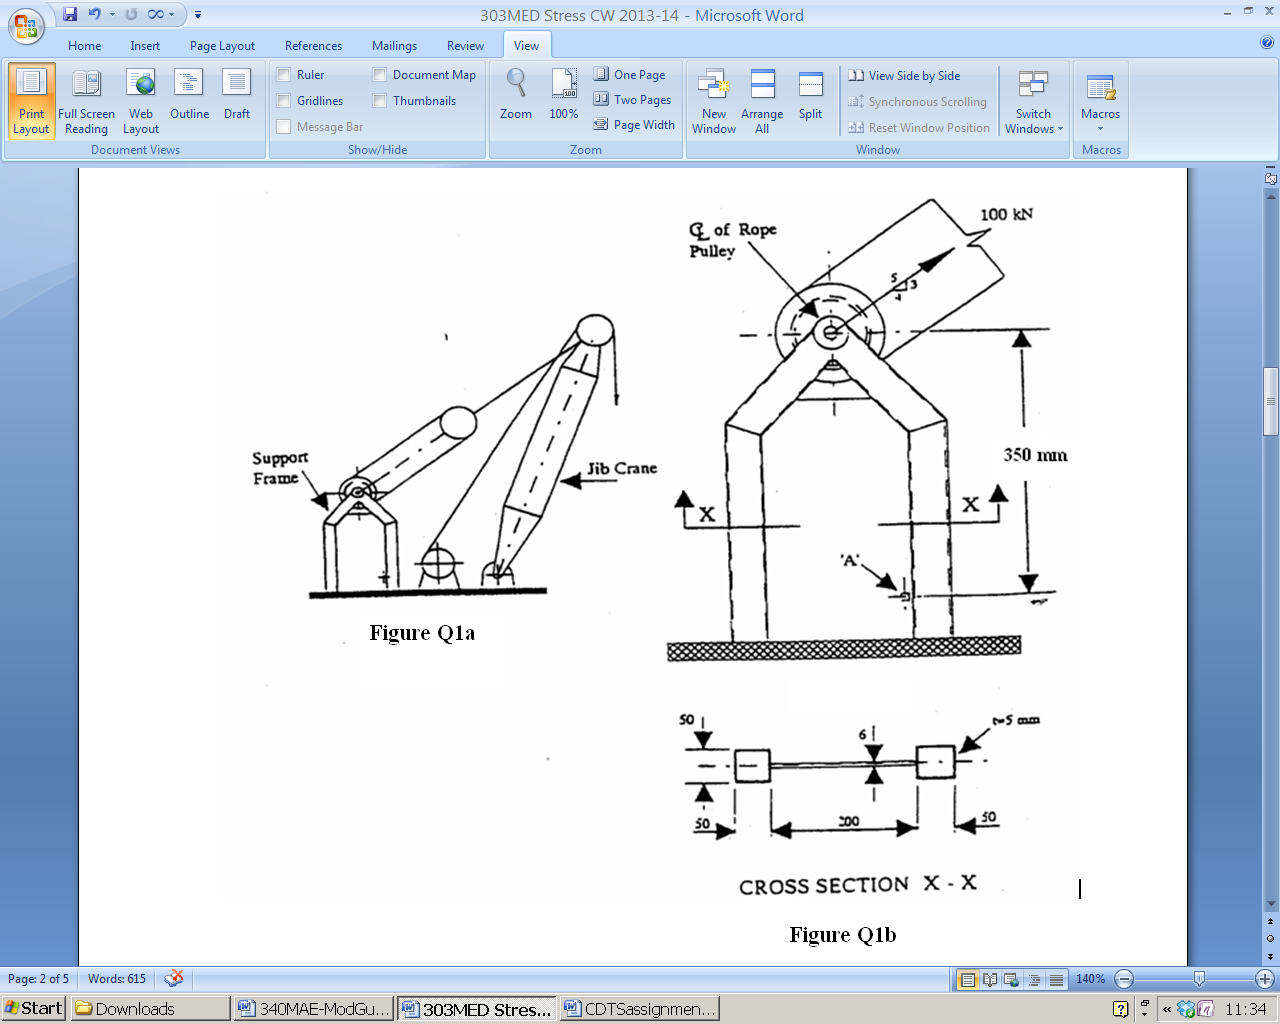 303MED Stress CW 2013-14 - Microsoft Word
Home Insert Page Layout References Mailings Review View
Print Layout
Full Screen Reading
Web Layout
Outline
Draft
Document Views
Ruler
Gridlines
Message Bar
Document Map
Thumbnails
Show/Hide
Zoom
100%
One Page
Two Pages
Page Width
Zoom
New Window
Arrange All
Split
View Side by Side
Synchronous Scrolling
Reset Window Position
Window
Switch Windows
Macros
Macros
℄ of Rope
Pulley
100 kN
5
3
4
Support
Frame
Jib Crane
350 mm
X
X
'A'
Figure Q1a
50
6
t=5 mm
50
200
50
CROSS SECTION X - X
Figure Q1b
Page: 2 of 5 Words: 615 140%
Start Downloads 340MAE-ModGu... 303MED Stres... CDTSassignmen... 11:34